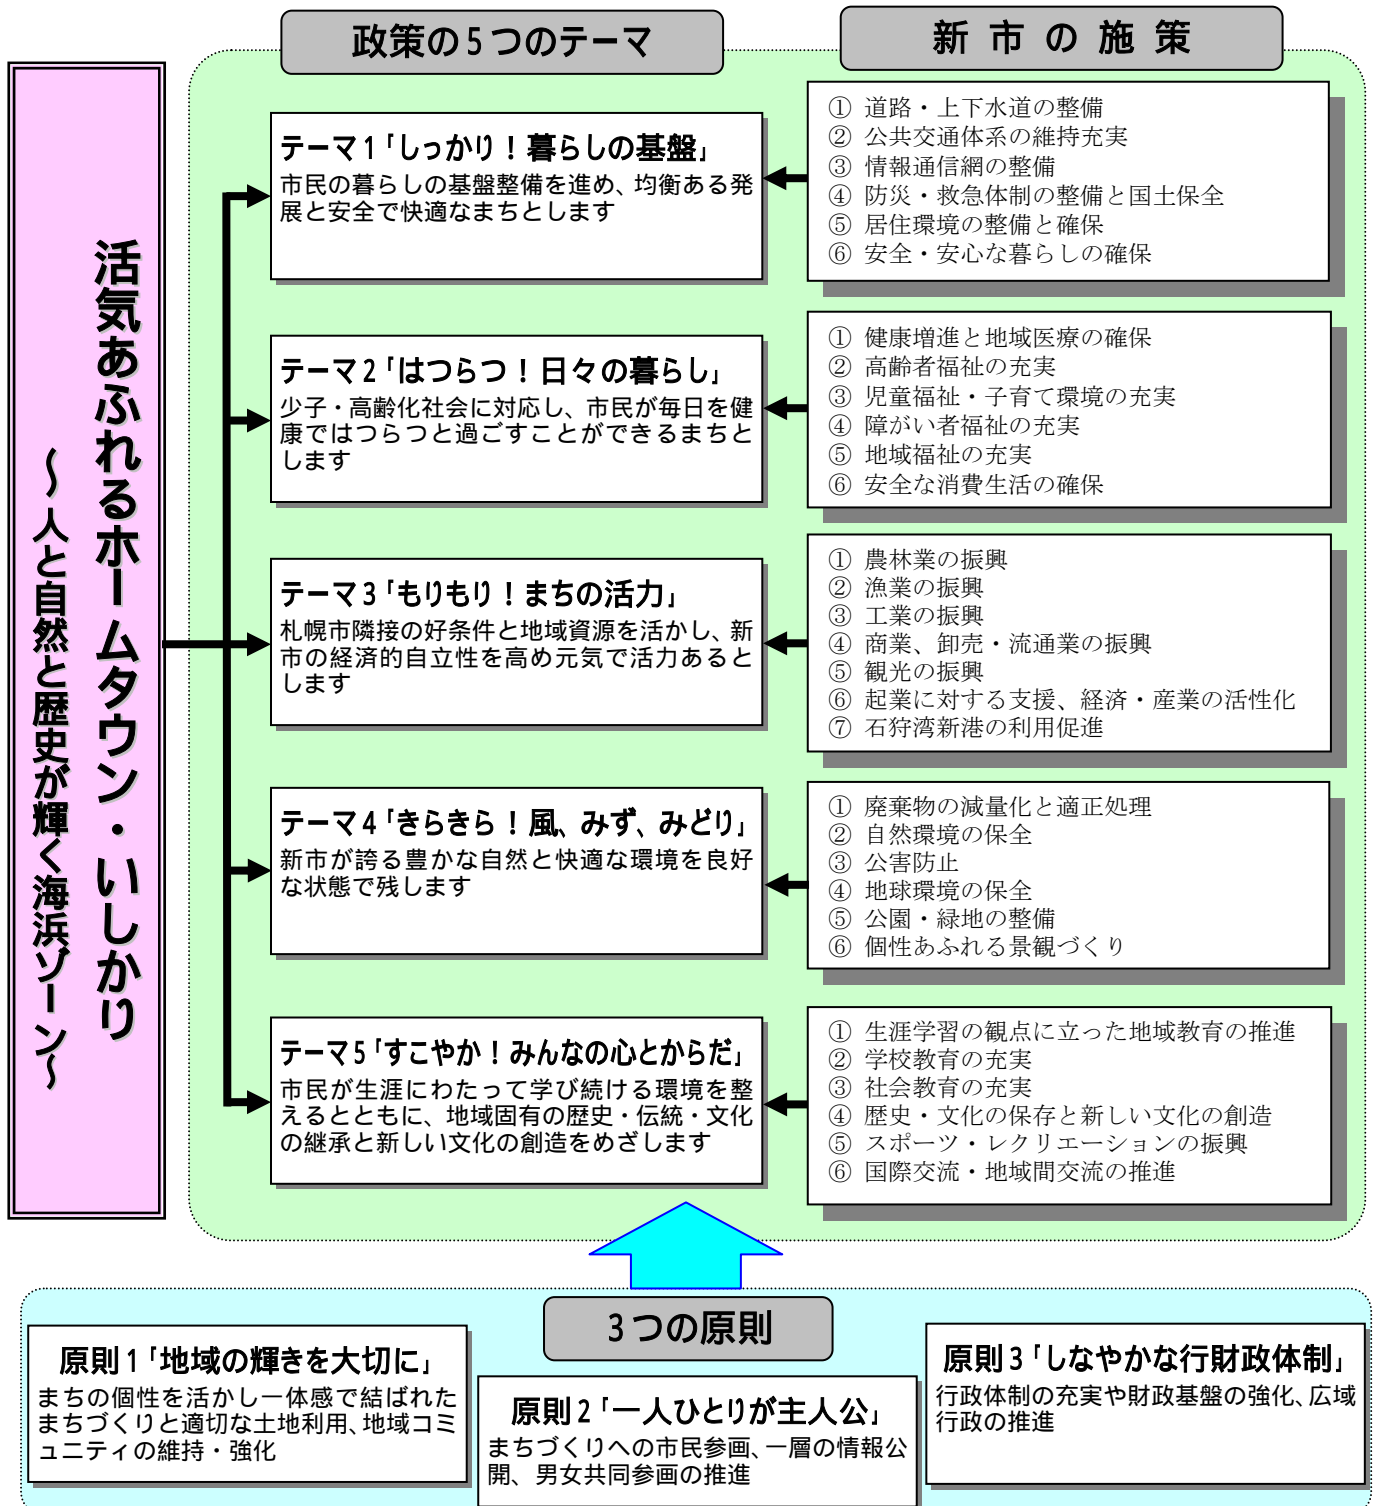 活気あふれるホームタウン・いしかり
～人と自然と歴史が輝く海浜ゾーン～
政策の5つのテーマ
新市の施策
テーマ1「しっかり！暮らしの基盤」
市民の暮らしの基盤整備を進め、均衡ある発
展と安全で快適なまちとします
① 道路・上下水道の整備
② 公共交通体系の維持充実
③ 情報通信網の整備
④ 防災・救急体制の整備と国土保全
⑤ 居住環境の整備と確保
⑥ 安全・安心な暮らしの確保
テーマ2「はつらつ！日々の暮らし」
少子・高齢化社会に対応し、市民が毎日を健
康ではつらつと過ごすことができるまちと
します
① 健康増進と地域医療の確保
② 高齢者福祉の充実
③ 児童福祉・子育て環境の充実
④ 障がい者福祉の充実
⑤ 地域福祉の充実
⑥ 安全な消費生活の確保
テーマ3「もりもり！まちの活力」
札幌市隣接の好条件と地域資源を活かし、新
市の経済的自立性を高め元気で活力あると
します
① 農林業の振興
② 漁業の振興
③ 工業の振興
④ 商業、卸売・流通業の振興
⑤ 観光の振興
⑥ 起業に対する支援、経済・産業の活性化
⑦ 石狩湾新港の利用促進
テーマ4「きらきら！風、みず、みどり」
新市が誇る豊かな自然と快適な環境を良好
な状態で残します
① 廃棄物の減量化と適正処理
② 自然環境の保全
③ 公害防止
④ 地球環境の保全
⑤ 公園・緑地の整備
⑥ 個性あふれる景観づくり
テーマ5「すこやか！みんなの心とからだ」
市民が生涯にわたって学び続ける環境を整
えるとともに、地域固有の歴史・伝統・文化
の継承と新しい文化の創造をめざします
① 生涯学習の観点に立った地域教育の推進
② 学校教育の充実
③ 社会教育の充実
④ 歴史・文化の保存と新しい文化の創造
⑤ スポーツ・レクリエーションの振興
⑥ 国際交流・地域間交流の推進
3つの原則
原則1「地域の輝きを大切に」
まちの個性を活かし一体感で結ばれた
まちづくりと適切な土地利用、地域コミ
ュニティの維持・強化
原則2「一人ひとりが主人公」
まちづくりへの市民参画、一層の情報公
開、男女共同参画の推進
原則3「しなやかな行財政体制」
行政体制の充実や財政基盤の強化、広域
行政の推進